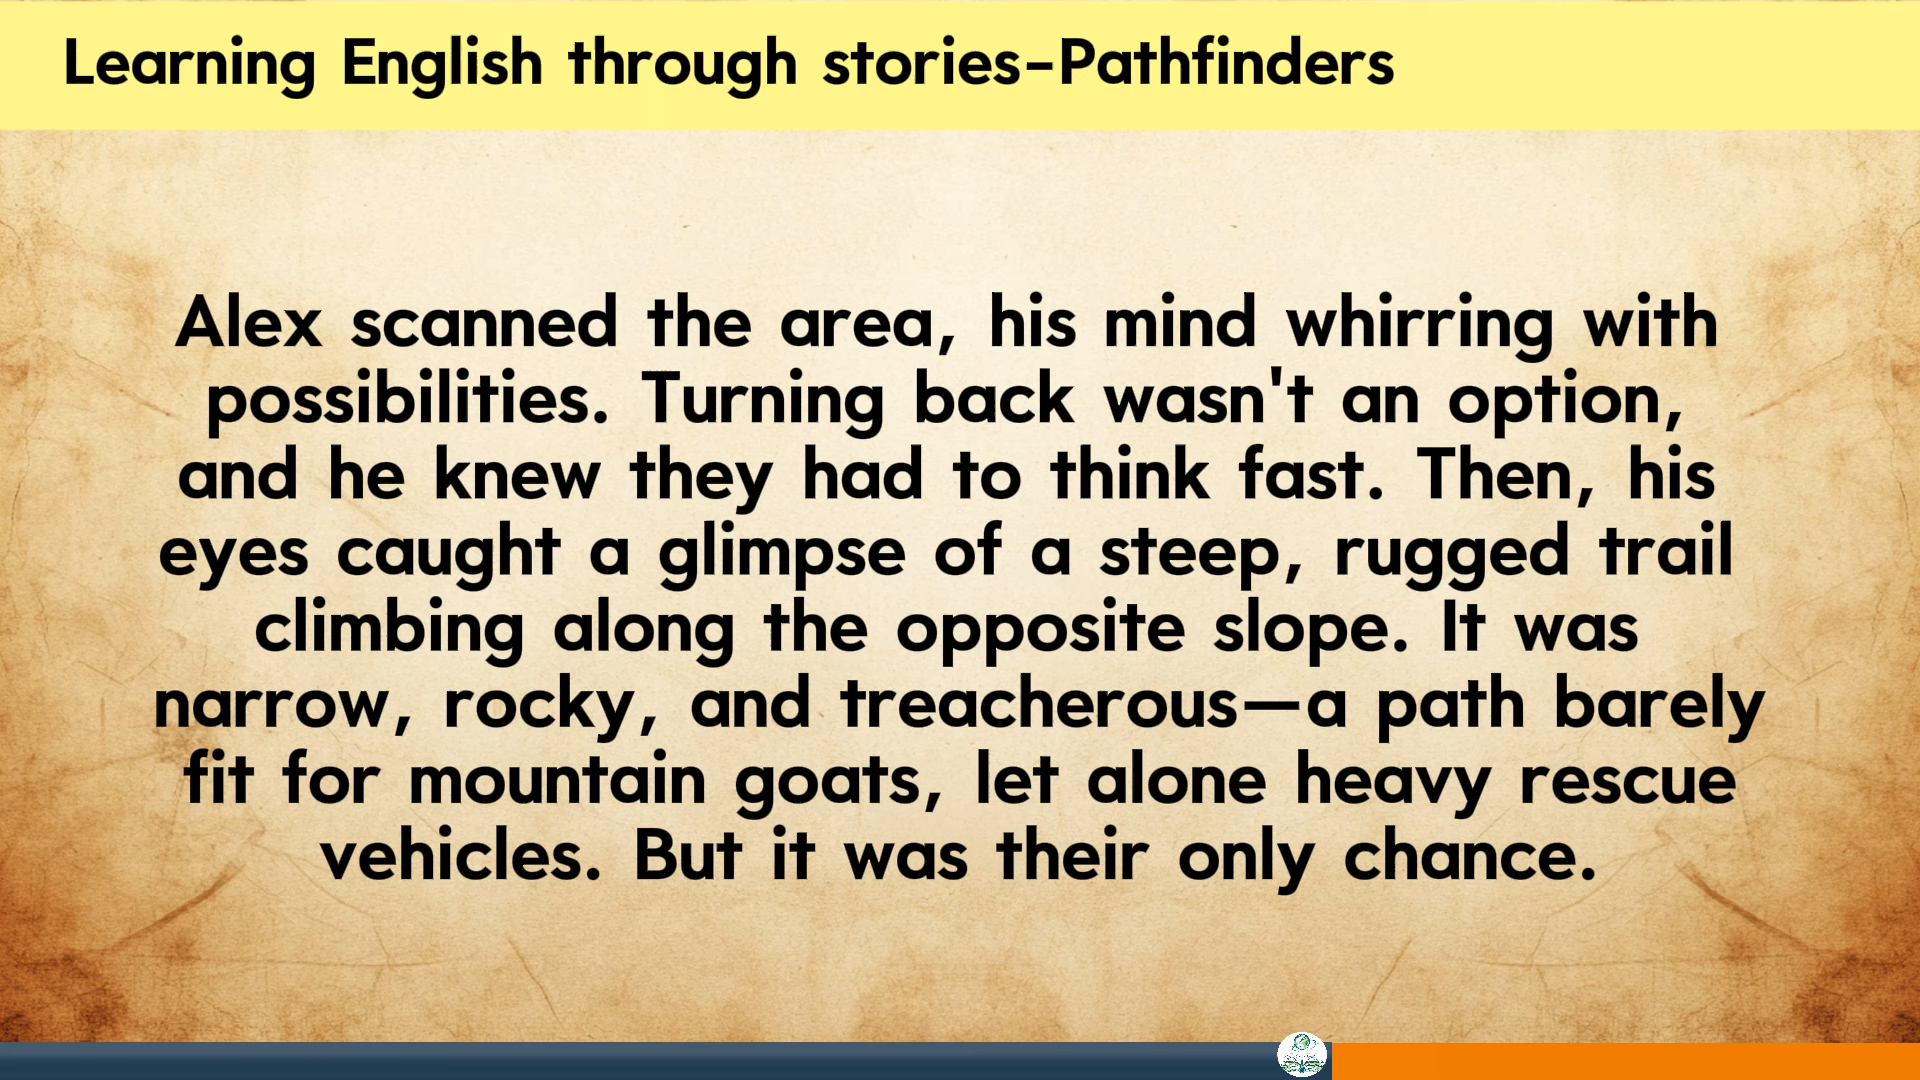 Learning English through stories-Pathfinders
Alex scanned the area, his mind whirring with
possibilities. Turning back wasn't an option,
and he knew they had to think fast. Then, his
eyes caught a glimpse of a steep, rugged trail
climbing along the opposite slope. It was
narrow, rocky, and treacherous—a path barely
fit for mountain goats, let alone heavy rescue
vehicles. But it was their only chance.